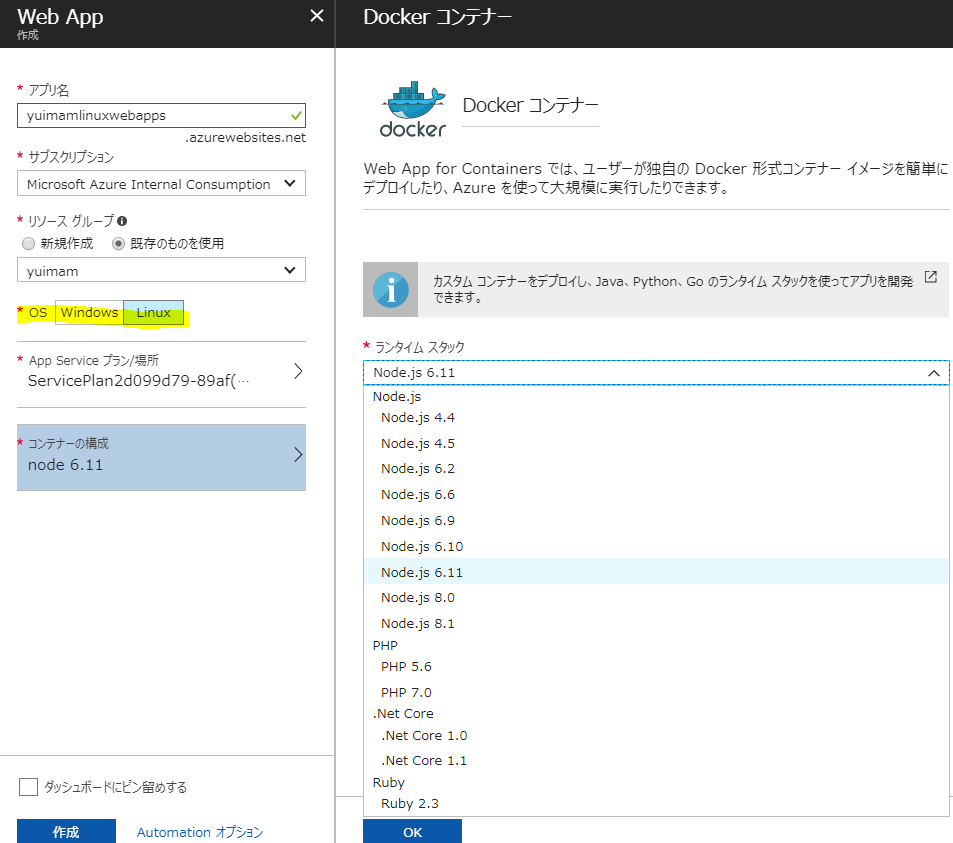 Web App
作成
* アプリ名
yuimamlinuxwebapps
.azurewebsites.net
* サブスクリプション
Microsoft Azure Internal Consumption
* リソース グループ
新規作成 既存のものを使用
yuimam
* OS Windows Linux
* App Service プラン/場所
ServicePlan2d099d79-89af(…
* コンテナーの構成
node 6.11
ダッシュボードにピン留めする
作成 Automation オプション
Docker コンテナー
docker
Docker コンテナー
Web App for Containers では、ユーザーが独自の Docker 形式コンテナー イメージを簡単に
デプロイしたり、Azure を使って大規模に実行したりできます。
カスタム コンテナーをデプロイし、Java、Python、Go のランタイム スタックを使ってアプリを開発
できます。
* ランタイム スタック
Node.js 6.11
Node.js
Node.js 4.4
Node.js 4.5
Node.js 6.2
Node.js 6.6
Node.js 6.9
Node.js 6.10
Node.js 6.11
Node.js 8.0
Node.js 8.1
PHP
PHP 5.6
PHP 7.0
.Net Core
.Net Core 1.0
.Net Core 1.1
Ruby
Ruby 2.3
OK